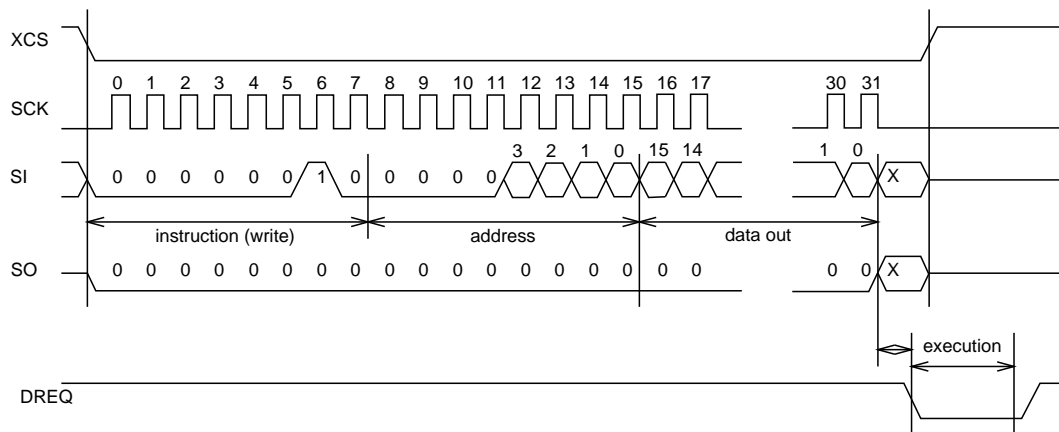 XCS
0 1 2 3 4 5 6 7 8 9 10 11 12 13 14 15 16 17 30 31
SCK
3 2 1 0 15 14 1 0
SI 0 0 0 0 0 0 1 0 0 0 0 0 X
instruction (write) address data out
SO 0 0 0 0 0 0 0 0 0 0 0 0 0 0 0 0 0 0 0 0 X
execution
DREQ